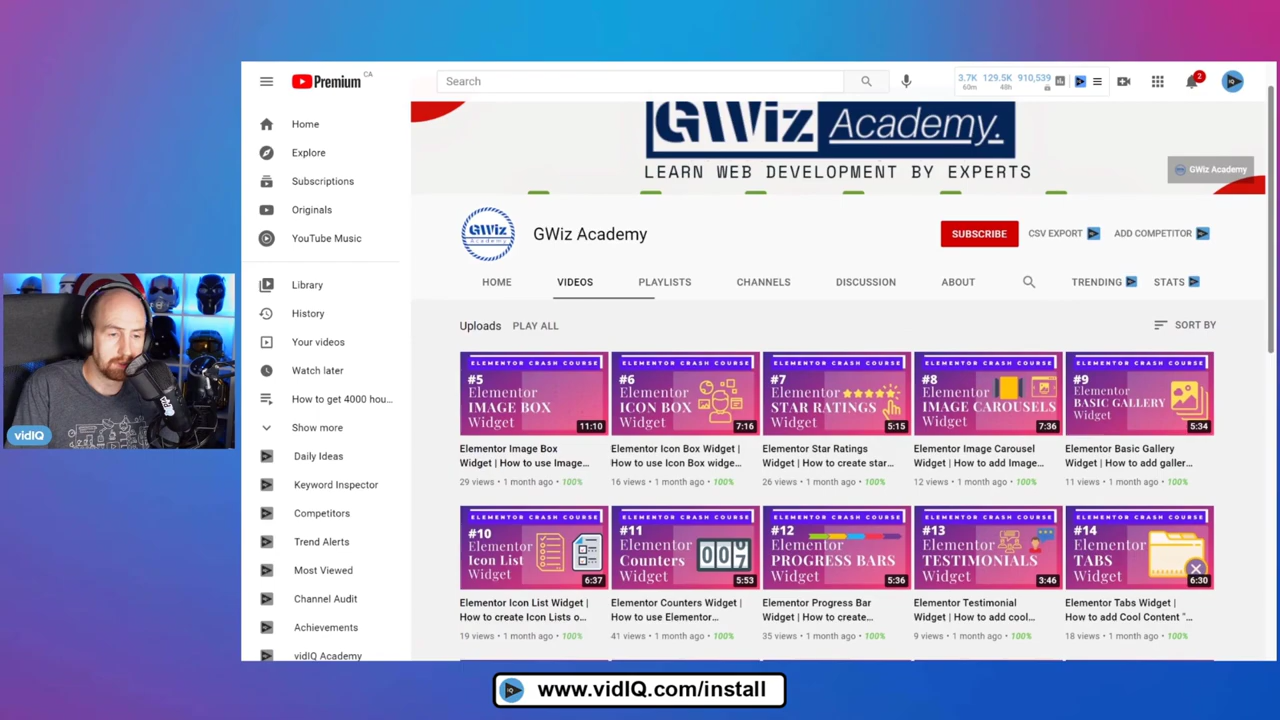 Premium CA
Search
3.7K 129.5K 910,539
60m 48h
2
Home
Explore
Subscriptions
Originals
YouTube Music
Library
History
Your videos
Watch later
How to get 4000 hou...
Show more
Daily Ideas
Keyword Inspector
Competitors
Trend Alerts
Most Viewed
Channel Audit
Achievements
vidIQ Academy
GWiz Academy.
LEARN WEB DEVELOPMENT BY EXPERTS
GWiz Academy
GWiz
Academy
GWiz Academy
SUBSCRIBE CSV EXPORT ADD COMPETITOR
HOME VIDEOS PLAYLISTS CHANNELS DISCUSSION ABOUT TRENDING STATS
Uploads PLAY ALL SORT BY
ELEMENTOR CRASH COURSE
#5
Elementor
IMAGE BOX
Widget
11:10
Elementor Image Box
Widget | How to use Image...
29 views • 1 month ago • 100%
ELEMENTOR CRASH COURSE
#6
Elementor
ICON BOX
Widget
7:16
Elementor Icon Box Widget |
How to use Icon Box widge...
16 views • 1 month ago • 100%
ELEMENTOR CRASH COURSE
#7
Elementor
STAR RATINGS
Widget
5:15
Elementor Star Ratings
Widget | How to create star...
26 views • 1 month ago • 100%
ELEMENTOR CRASH COURSE
#8
Elementor
IMAGE CAROUSELS
Widget
7:36
Elementor Image Carousel
Widget | How to add Image...
12 views • 1 month ago • 100%
ELEMENTOR CRASH COURSE
#9
Elementor
BASIC GALLERY
Widget
5:34
Elementor Basic Gallery
Widget | How to add galler...
11 views • 1 month ago • 100%
ELEMENTOR CRASH COURSE
#10
Elementor
Icon List
Widget
6:37
Elementor Icon List Widget |
How to create Icon Lists o...
19 views • 1 month ago • 100%
ELEMENTOR CRASH COURSE
#11
Elementor
Counters
Widget
5:53
Elementor Counters Widget |
How to use Elementor...
41 views • 1 month ago • 100%
ELEMENTOR CRASH COURSE
#12
Elementor
PROGRESS BARS
Widget
5:36
Elementor Progress Bar
Widget | How to create...
35 views • 1 month ago • 100%
ELEMENTOR CRASH COURSE
#13
Elementor
TESTIMONIALS
Widget
3:46
Elementor Testimonial
Widget | How to add cool...
9 views • 1 month ago • 100%
ELEMENTOR CRASH COURSE
#14
Elementor
TABS
Widget
6:30
Elementor Tabs Widget |
How to add Cool Content "...
18 views • 1 month ago • 100%
vidIQ
www.vidIQ.com/install